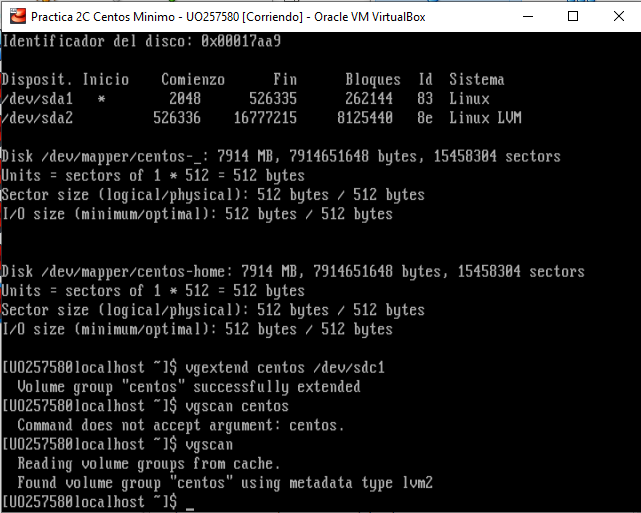 Practica 2C Centos Minimo - UO257580 [Corriendo] - Oracle VM VirtualBox
Identificador del disco: 0x00017aa9
Disposit. Inicio    Comienzo      Fin      Bloques  Id  Sistema
/dev/sda1   *        2048      526335      262144   83  Linux
/dev/sda2          526336    16777215     8125440   8e  Linux LVM
Disk /dev/mapper/centos-_: 7914 MB, 7914651648 bytes, 15458304 sectors
Units = sectors of 1 * 512 = 512 bytes
Sector size (logical/physical): 512 bytes / 512 bytes
I/O size (minimum/optimal): 512 bytes / 512 bytes
Disk /dev/mapper/centos-home: 7914 MB, 7914651648 bytes, 15458304 sectors
Units = sectors of 1 * 512 = 512 bytes
Sector size (logical/physical): 512 bytes / 512 bytes
I/O size (minimum/optimal): 512 bytes / 512 bytes
[UO257580localhost ~]$ vgextend centos /dev/sdc1
  Volume group "centos" successfully extended
[UO257580localhost ~]$ vgscan centos
  Command does not accept argument: centos.
[UO257580localhost ~]$ vgscan
  Reading volume groups from cache.
  Found volume group "centos" using metadata type lvm2
[UO257580localhost ~]$ _